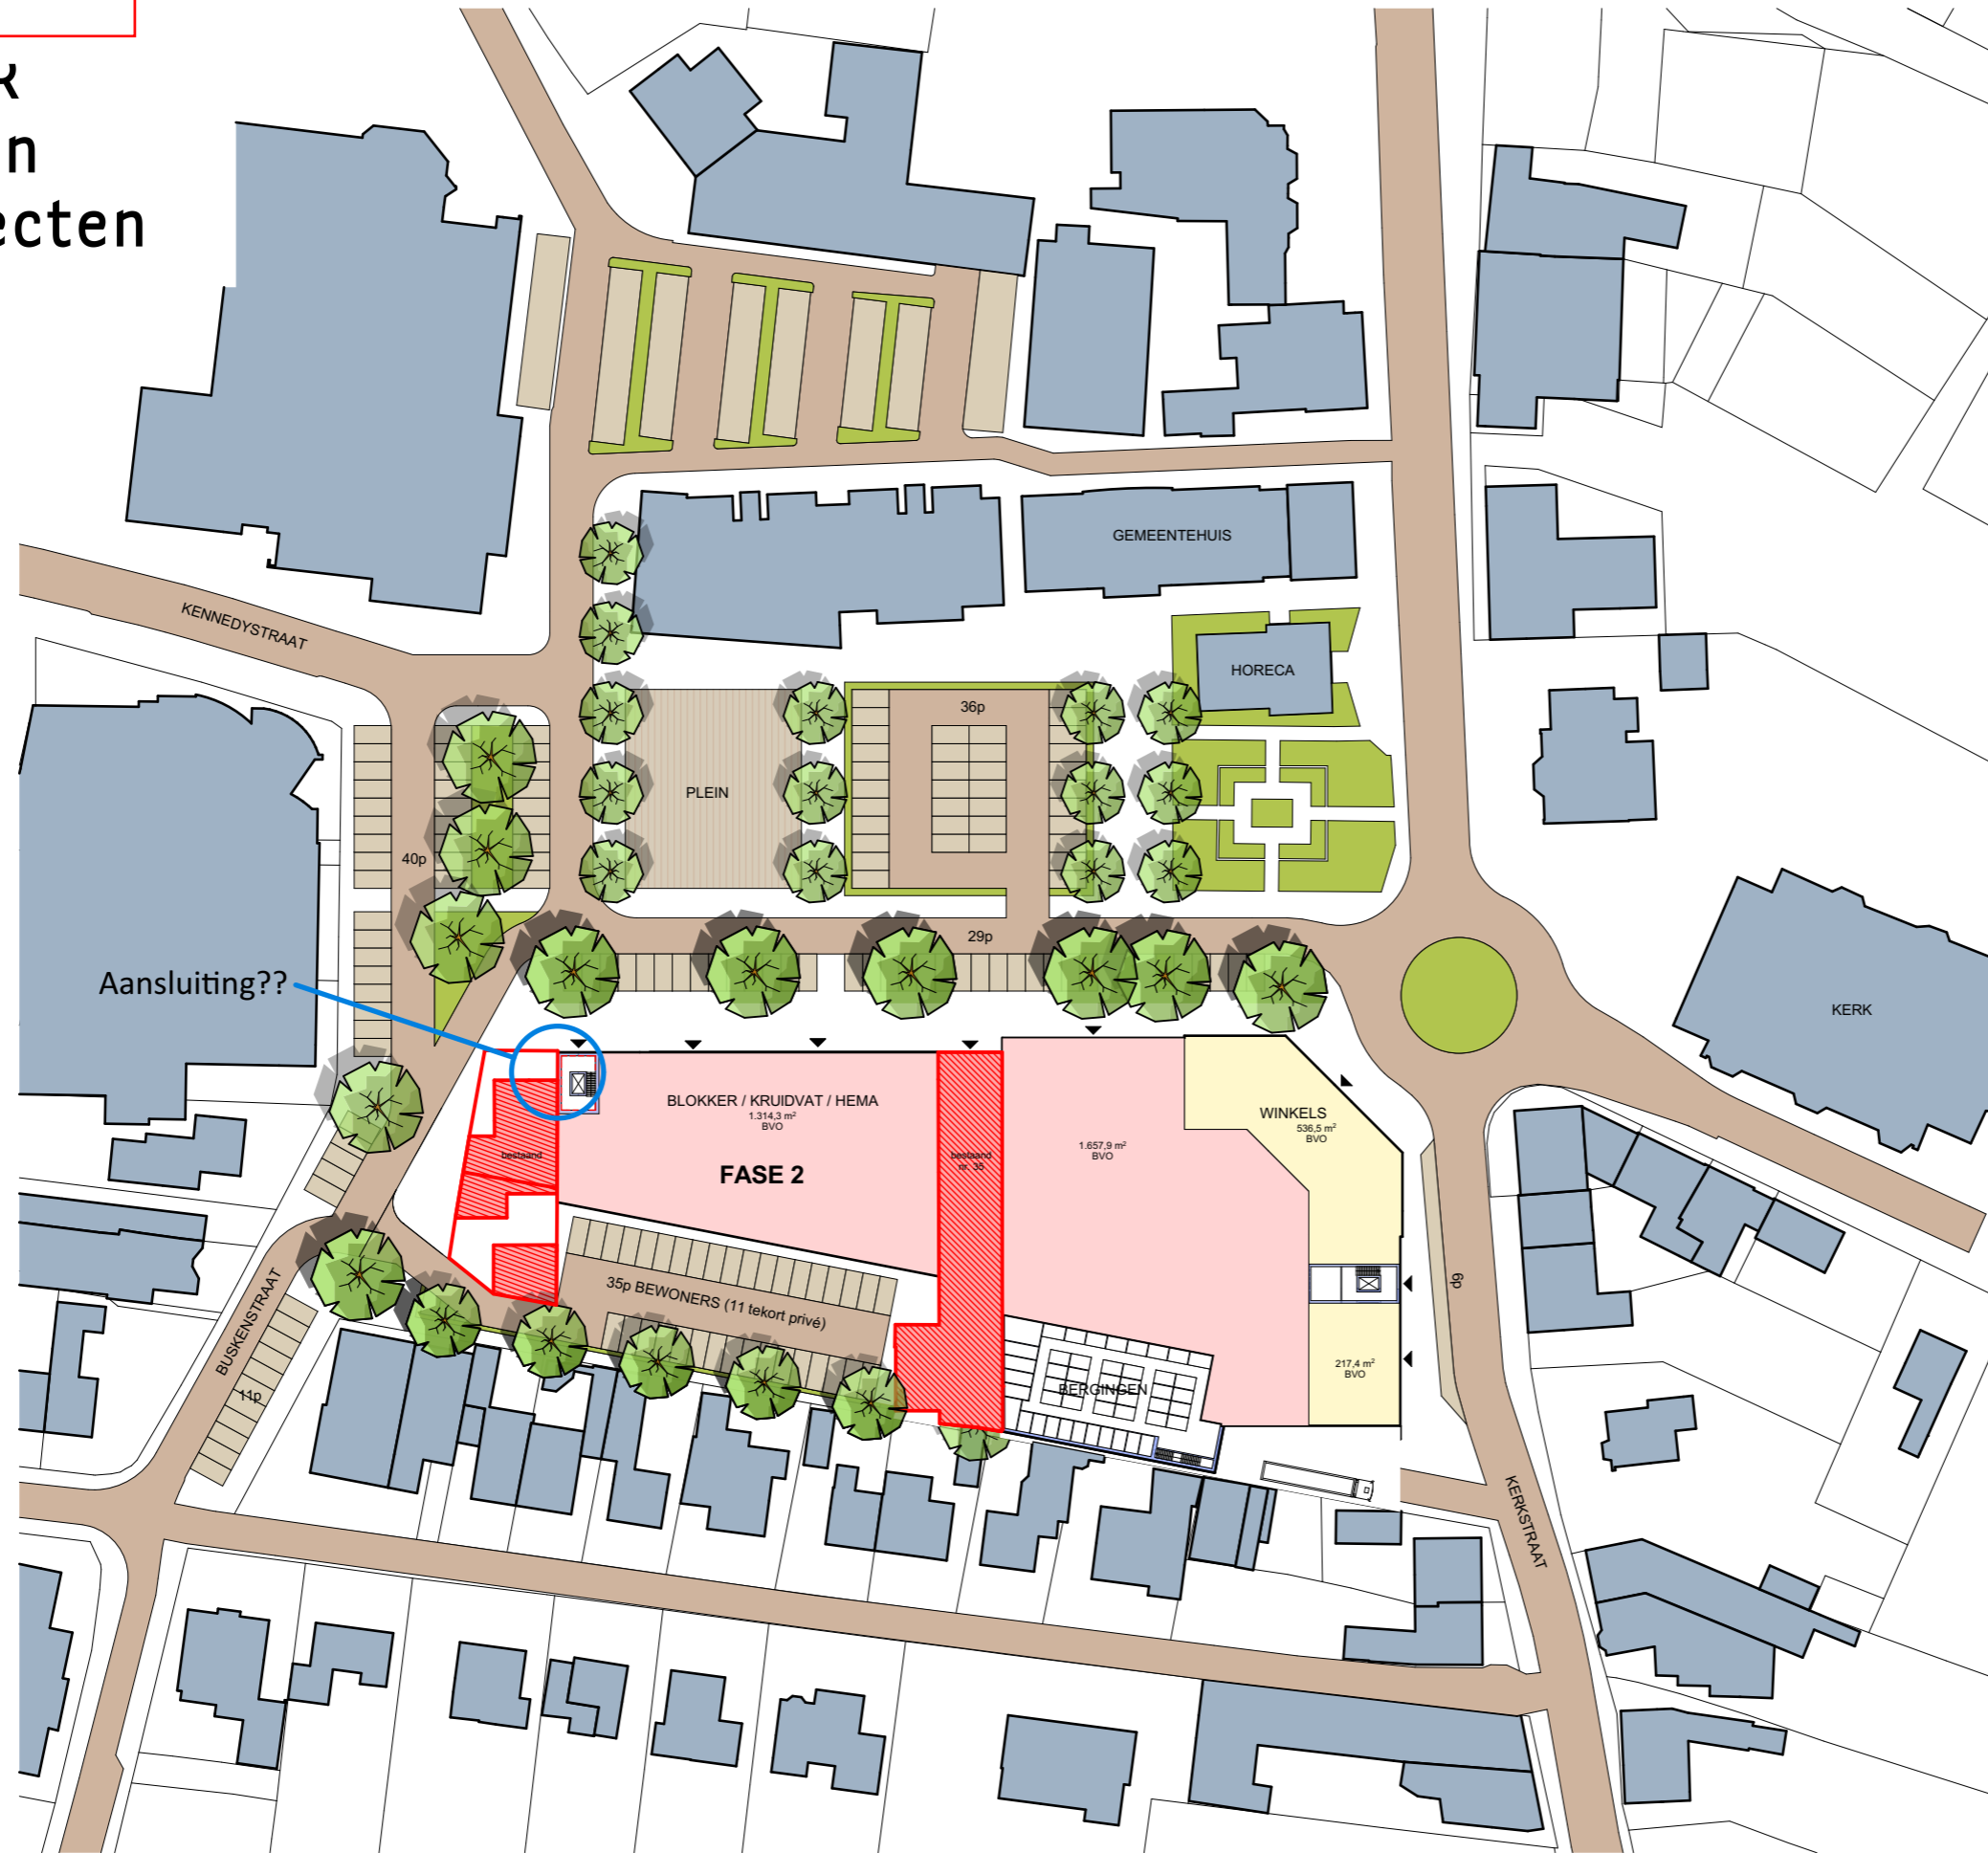 n
ecten
GEMEENTEHUIS
KENNEDYSTRAAT
HORECA
36p
PLEIN
40p
29p
Aansluiting??
KERK
BLOKKER / KRUIDVAT / HEMA
1.314,3 m²
BVO
WINKELS
536,5 m²
BVO
1.657,9 m²
BVO
bestaand
bestaand
nr. 35
FASE 2
35p BEWONERS (11 tekort privé)
6p
BUSKENSTRAAT
11p
217,4 m²
BVO
BERGINGEN
KERKSTRAAT